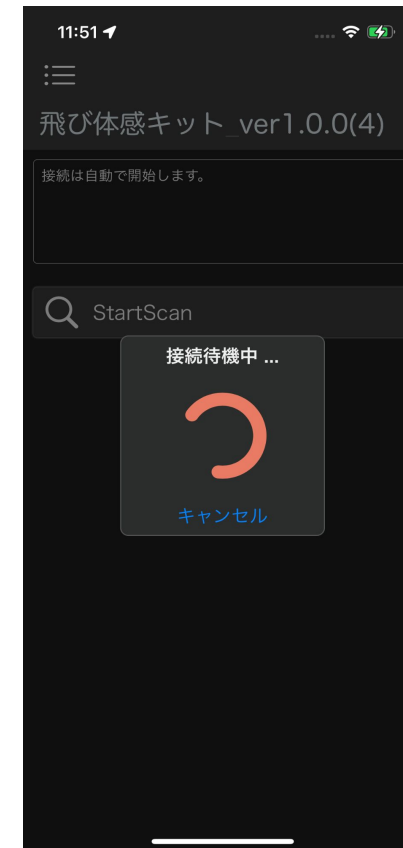 11:51
飛び体感キット_ver1.0.0(4)
接続は自動で開始します。
StartScan
接続待機中 ...
キャンセル